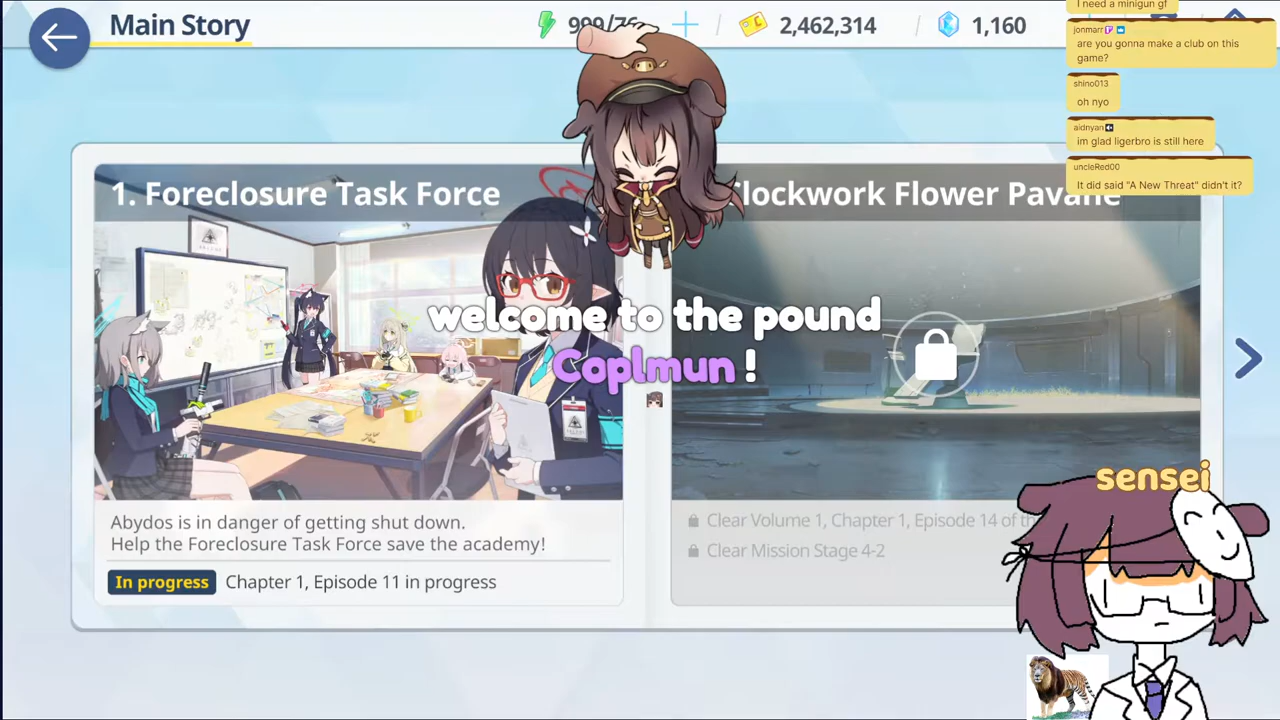 Main Story
2,462,314
1,160
I need a minigun gf
jonmarr
are you gonna make a club on this
game?
shino013
oh nyo
aidnyan
im glad ligerbro is still here
uncleRed00
It did said "A New Threat" didn't it?
1. Foreclosure Task Force
Clockwork Flower Pavane
welcome to the pound
Coplmun !
Abydos is in danger of getting shut down.
Help the Foreclosure Task Force save the academy!
In progress Chapter 1, Episode 11 in progress
Clear Volume 1, Chapter 1, Episode 14 of
Clear Mission Stage 4-2
sensei